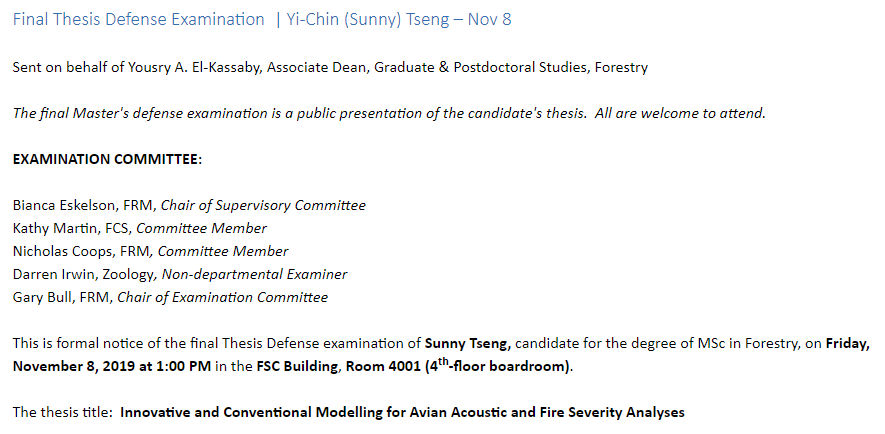 Final Thesis Defense Examination | Yi-Chin (Sunny) Tseng – Nov 8
Sent on behalf of Yousry A. El-Kassaby, Associate Dean, Graduate & Postdoctoral Studies, Forestry
The final Master's defense examination is a public presentation of the candidate's thesis.  All are welcome to attend.
EXAMINATION COMMITTEE:
Bianca Eskelson, FRM, Chair of Supervisory Committee
Kathy Martin, FCS, Committee Member
Nicholas Coops, FRM, Committee Member
Darren Irwin, Zoology, Non-departmental Examiner
Gary Bull, FRM, Chair of Examination Committee
This is formal notice of the final Thesis Defense examination of Sunny Tseng, candidate for the degree of MSc in Forestry, on Friday,
November 8, 2019 at 1:00 PM in the FSC Building, Room 4001 (4th-floor boardroom).
The thesis title:  Innovative and Conventional Modelling for Avian Acoustic and Fire Severity Analyses